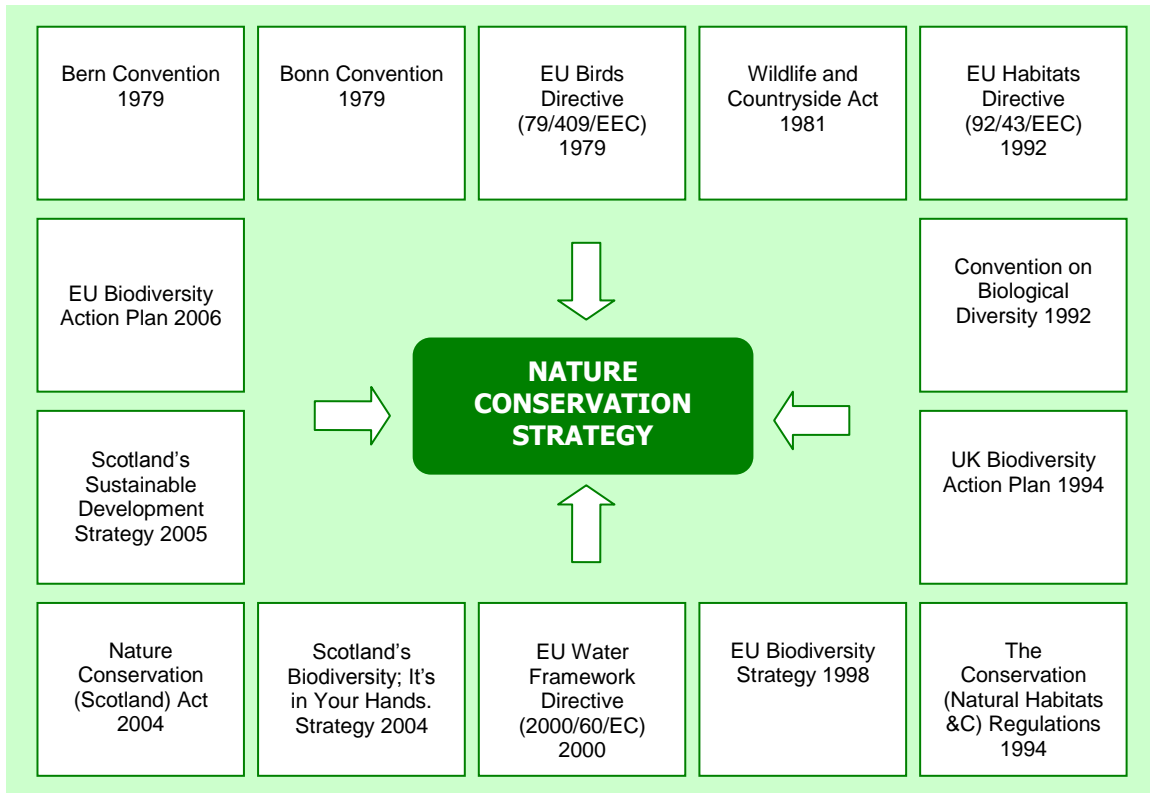 Bern Convention
1979
Bonn Convention
1979
EU Birds
Directive
(79/409/EEC)
1979
Wildlife and
Countryside Act
1981
EU Habitats
Directive
(92/43/EEC)
1992
EU Biodiversity
Action Plan 2006
Convention on
Biological
Diversity 1992
NATURE
CONSERVATION
STRATEGY
Scotland’s
Sustainable
Development
Strategy 2005
UK Biodiversity
Action Plan 1994
Nature
Conservation
(Scotland) Act
2004
Scotland’s
Biodiversity; It’s
in Your Hands.
Strategy 2004
EU Water
Framework
Directive
(2000/60/EC)
2000
EU Biodiversity
Strategy 1998
The
Conservation
(Natural Habitats
&C) Regulations
1994